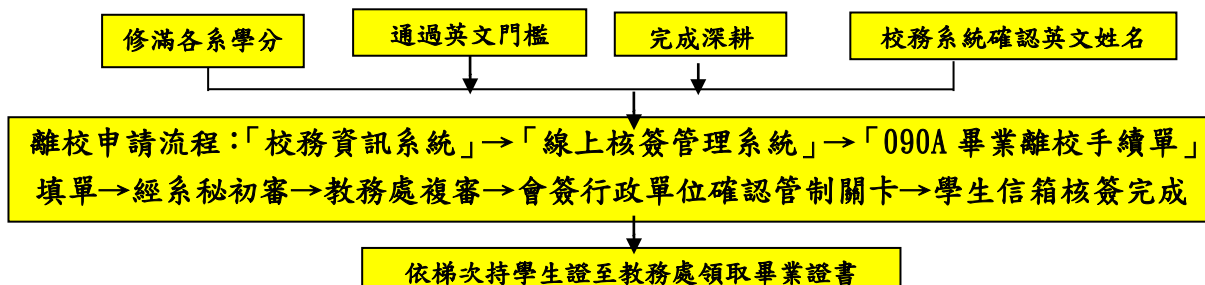 修滿各系學分
通過英文門檻
完成深耕
校務系統確認英文姓名
離校申請流程：「校務資訊系統」→「線上核簽管理系統」→「090A 畢業離校手續單」
填單→經系秘初審→教務處複審→會簽行政單位確認管制關卡→學生信箱核簽完成
依梯次持學生證至教務處領取畢業證書